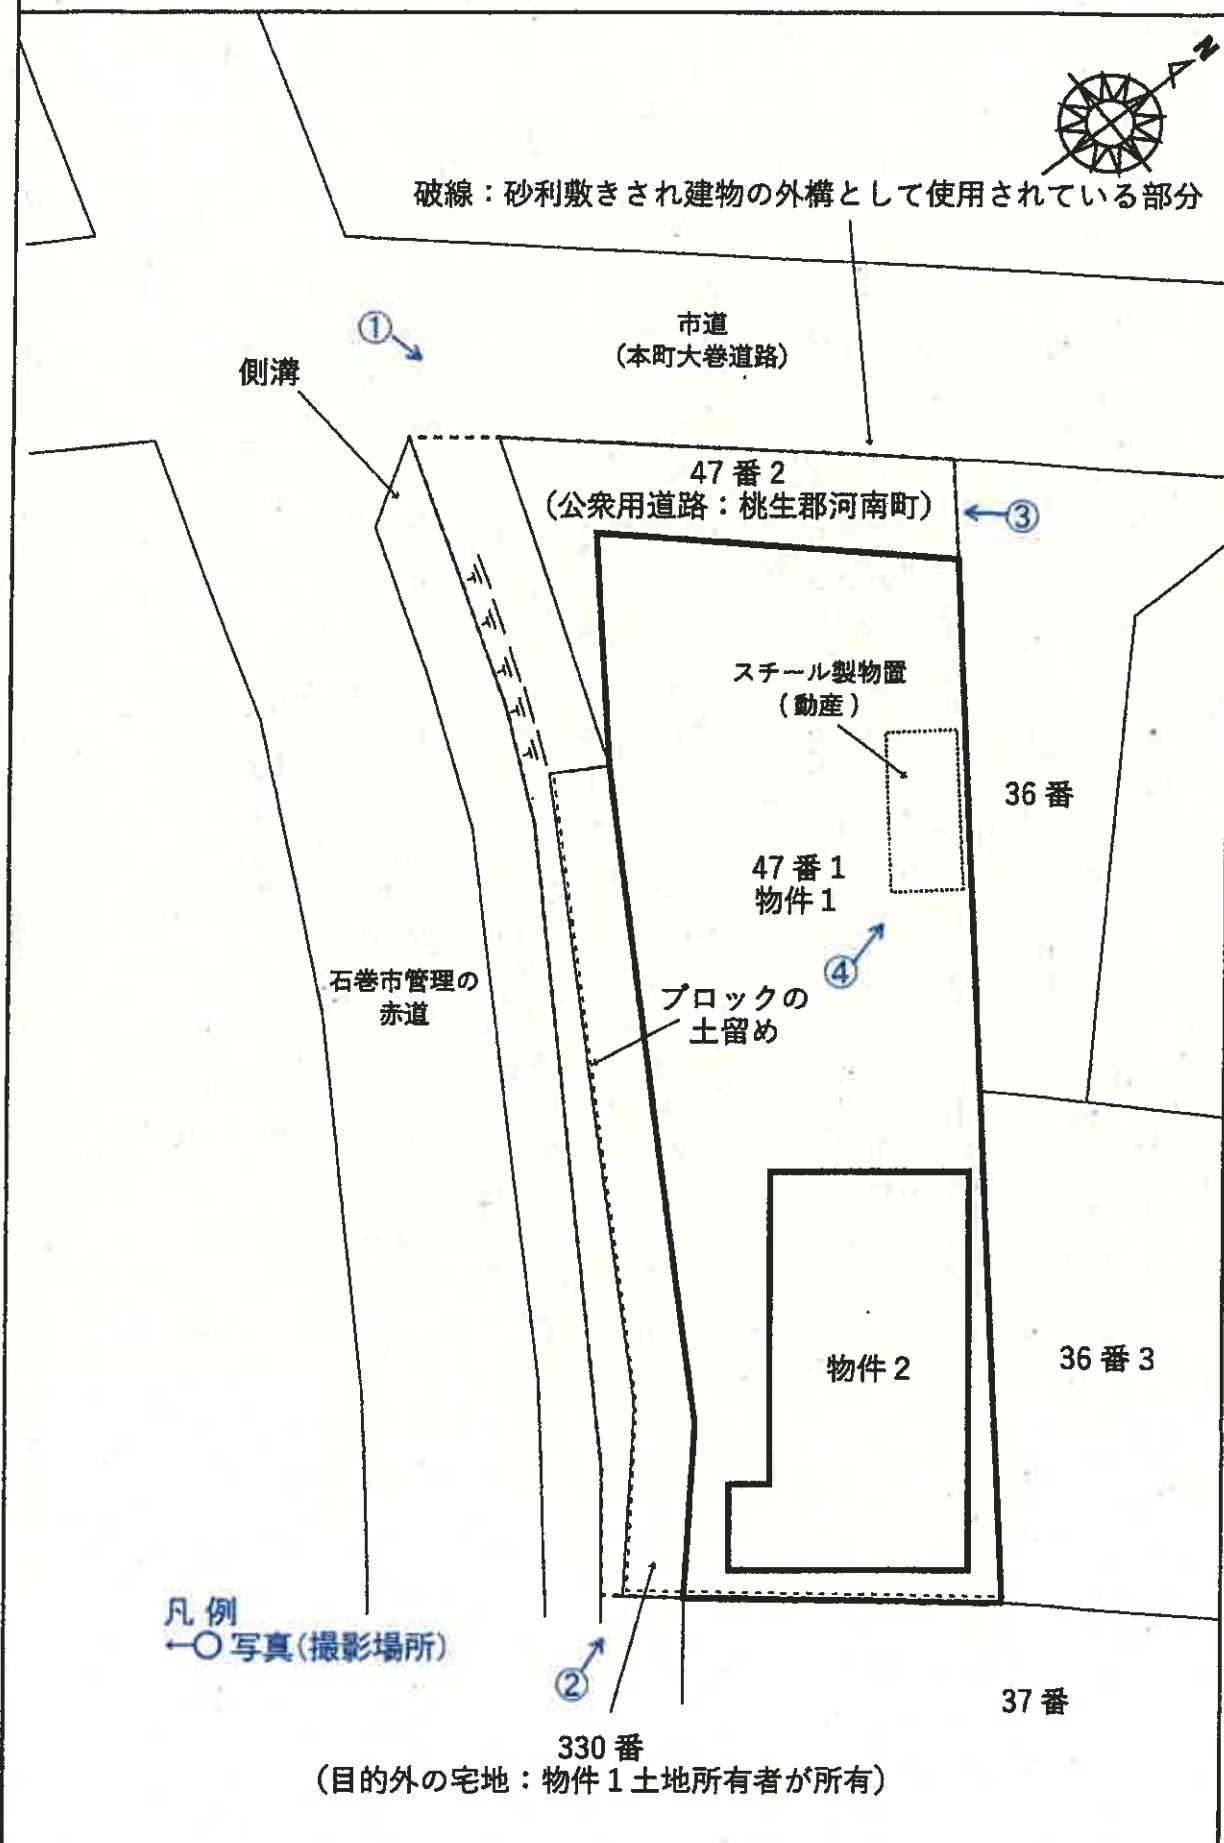 N
破線：砂利敷きされ建物の外構として使用されている部分
①
市道
（本町大巻道路）
側溝
47番2
（公衆用道路：桃生郡河南町）
③
スチール製物置
（動産）
36番
47番1
物件1
④
石巻市管理の
赤道
ブロックの
土留め
物件2
36番3
凡例
←○写真(撮影場所)
②
37番
330番
（目的外の宅地：物件1土地所有者が所有）